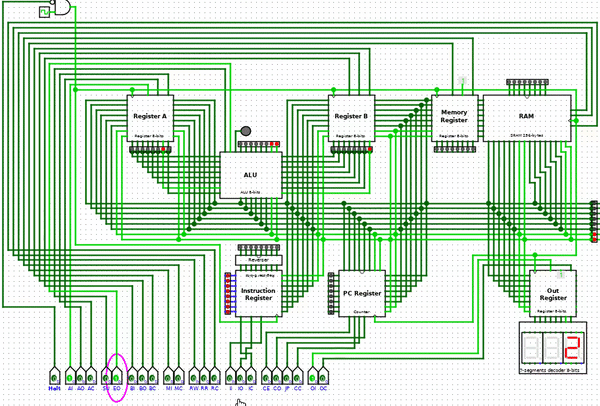 Register A
Register 8-bits
Register B
Register 8-bits
Memory
Register
Register 8-bits
RAM
SRAM 256-bytes
ALU
ALU 8-bits
Reverser
Instruction
Register
PC Register
Counter
Out
Register
Register 8-bits
2
7-segments decoder 8-bits
Halt AI AO AC SU EO BI BO BC MI MC RW RR RC II IO IC CE CO JP CC OI OC